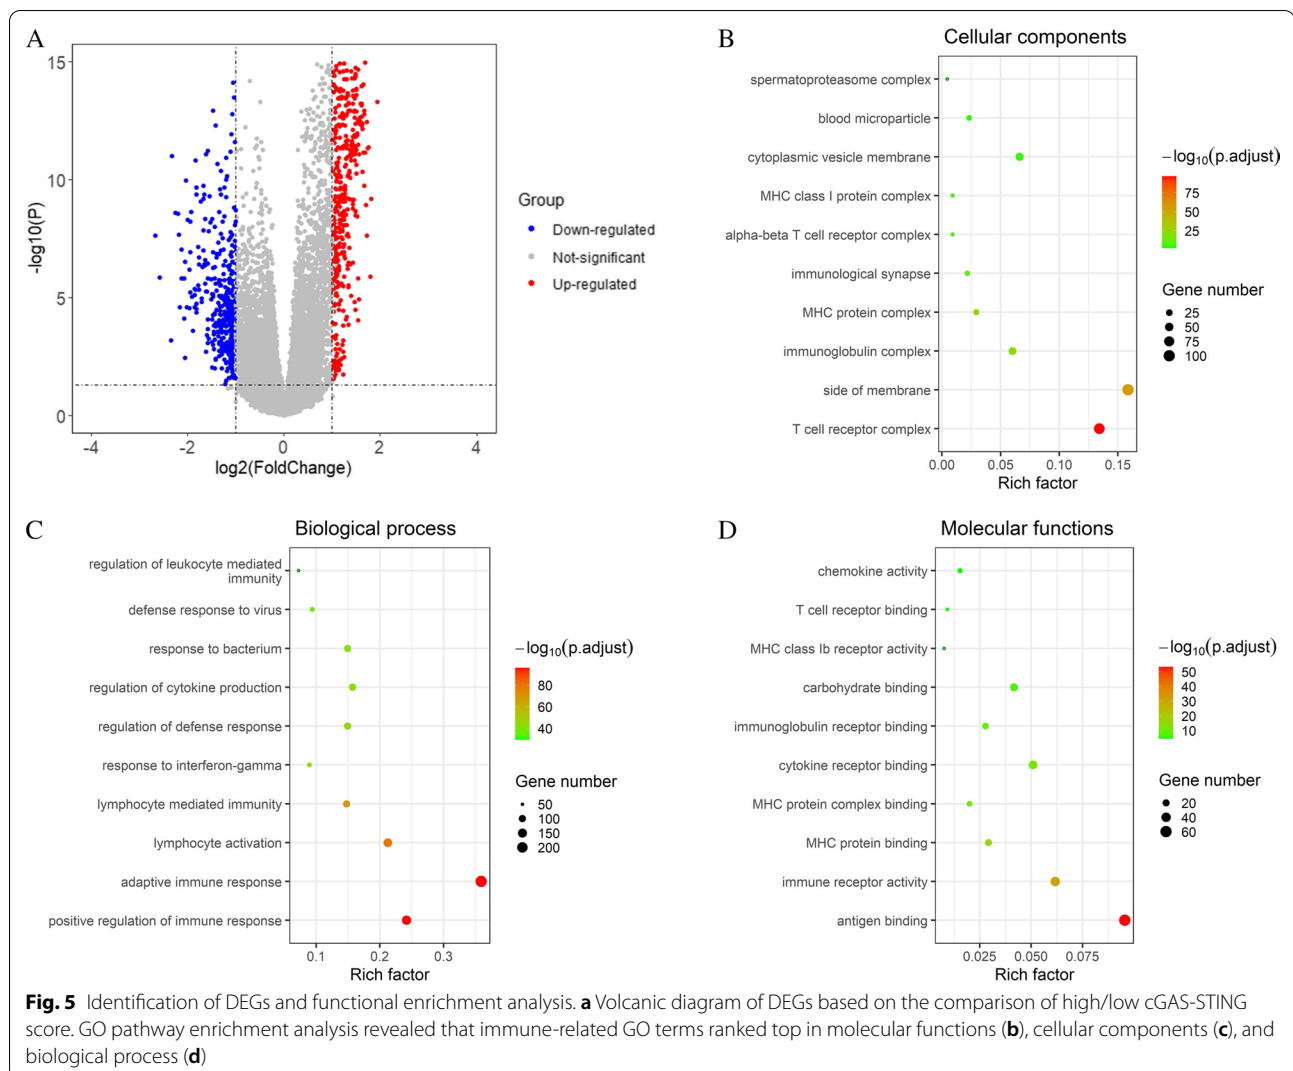 A
15
10
5
0
-log10(P)
-4
-2
0
2
4
log2(FoldChange)
Group
Down-regulated
Not-significant
Up-regulated
B
Cellular components
spermatoproteasome complex
blood microparticle
cytoplasmic vesicle membrane
MHC class I protein complex
alpha-beta T cell receptor complex
immunological synapse
MHC protein complex
immunoglobulin complex
side of membrane
T cell receptor complex
0.00
0.05
0.10
0.15
Rich factor
−log10(p.adjust)
75
50
25
Gene number
25
50
75
100
C
Biological process
regulation of leukocyte mediated
immunity
defense response to virus
response to bacterium
regulation of cytokine production
regulation of defense response
response to interferon-gamma
lymphocyte mediated immunity
lymphocyte activation
adaptive immune response
positive regulation of immune response
0.1
0.2
0.3
Rich factor
−log10(p.adjust)
80
60
40
Gene number
50
100
150
200
D
Molecular functions
chemokine activity
T cell receptor binding
MHC class Ib receptor activity
carbohydrate binding
immunoglobulin receptor binding
cytokine receptor binding
MHC protein complex binding
MHC protein binding
immune receptor activity
antigen binding
0.025
0.050
0.075
Rich factor
−log10(p.adjust)
50
40
30
20
10
Gene number
20
40
60
Fig. 5 Identification of DEGs and functional enrichment analysis. a Volcanic diagram of DEGs based on the comparison of high/low cGAS-STING
score. GO pathway enrichment analysis revealed that immune-related GO terms ranked top in molecular functions (b), cellular components (c), and
biological process (d)